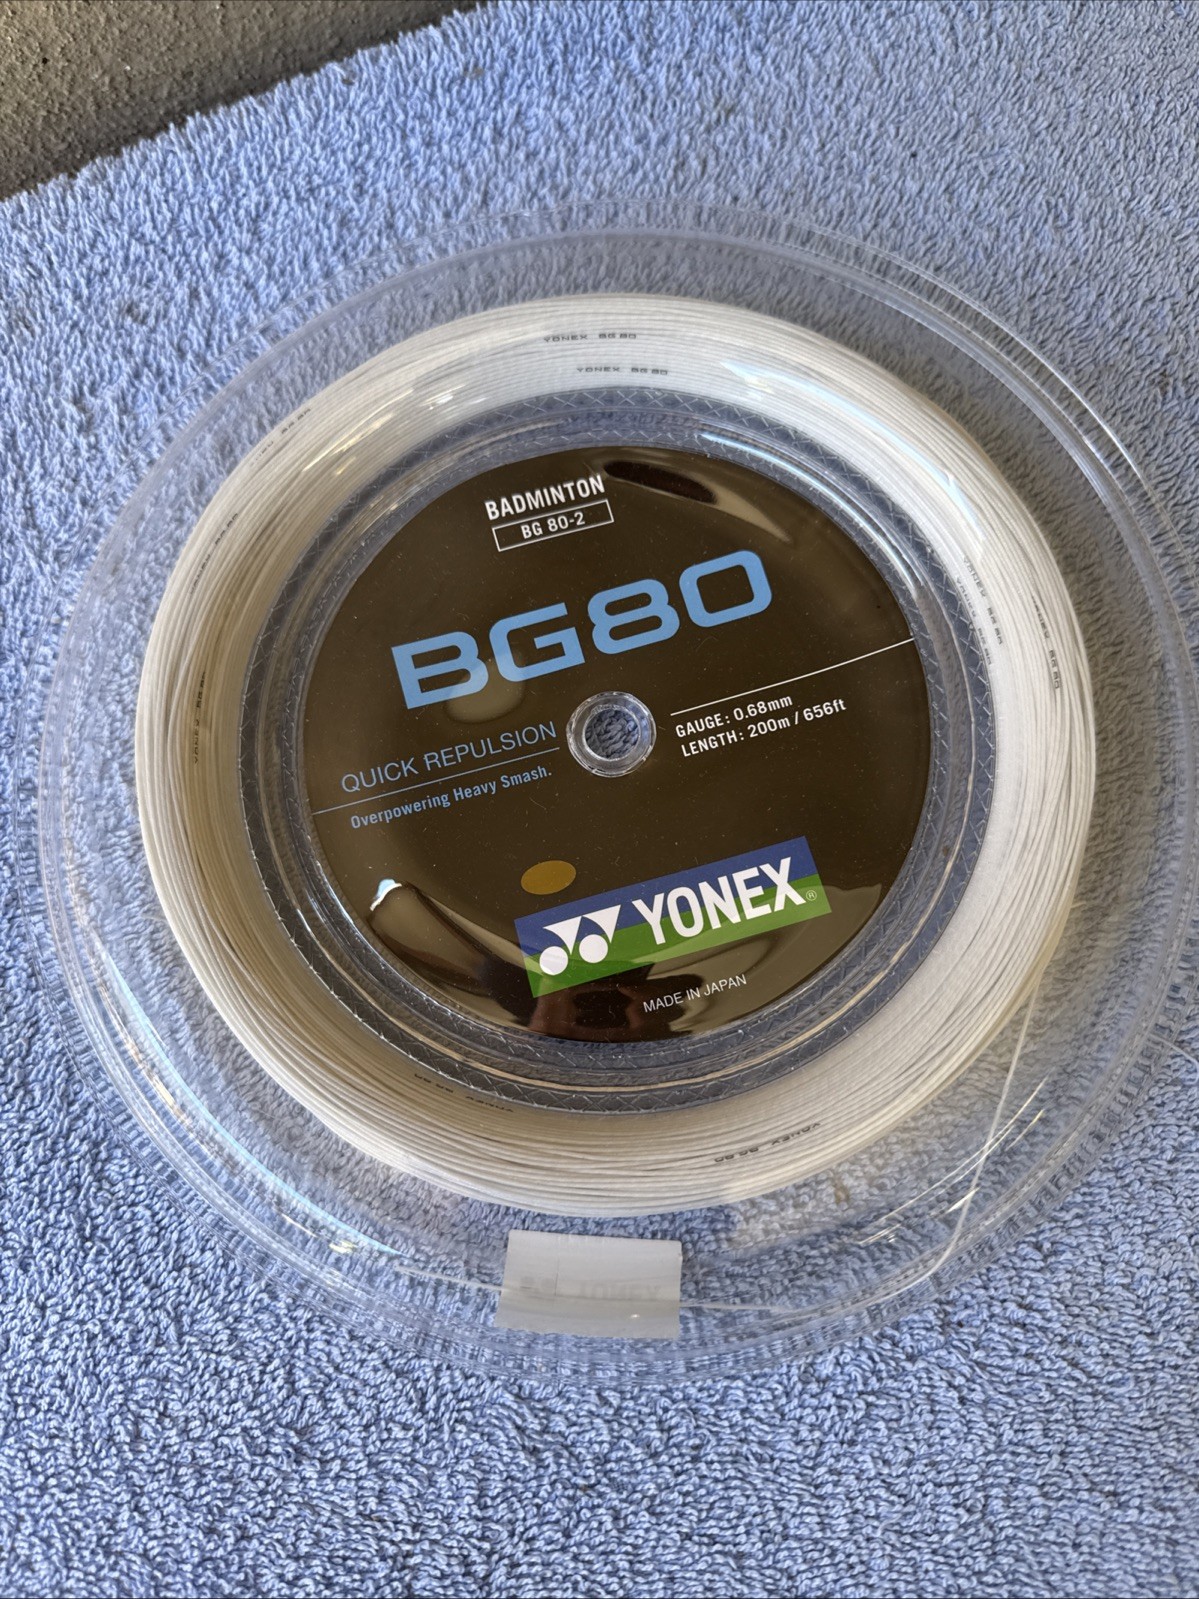 YONEX BG 80
YONEX BG 80
BADMINTON
BG 80-2
BG80
GAUGE: 0.68mm
LENGTH: 200m / 656ft
QUICK REPULSION
Overpowering Heavy Smash.
YONEX®
MADE IN JAPAN
YONEX